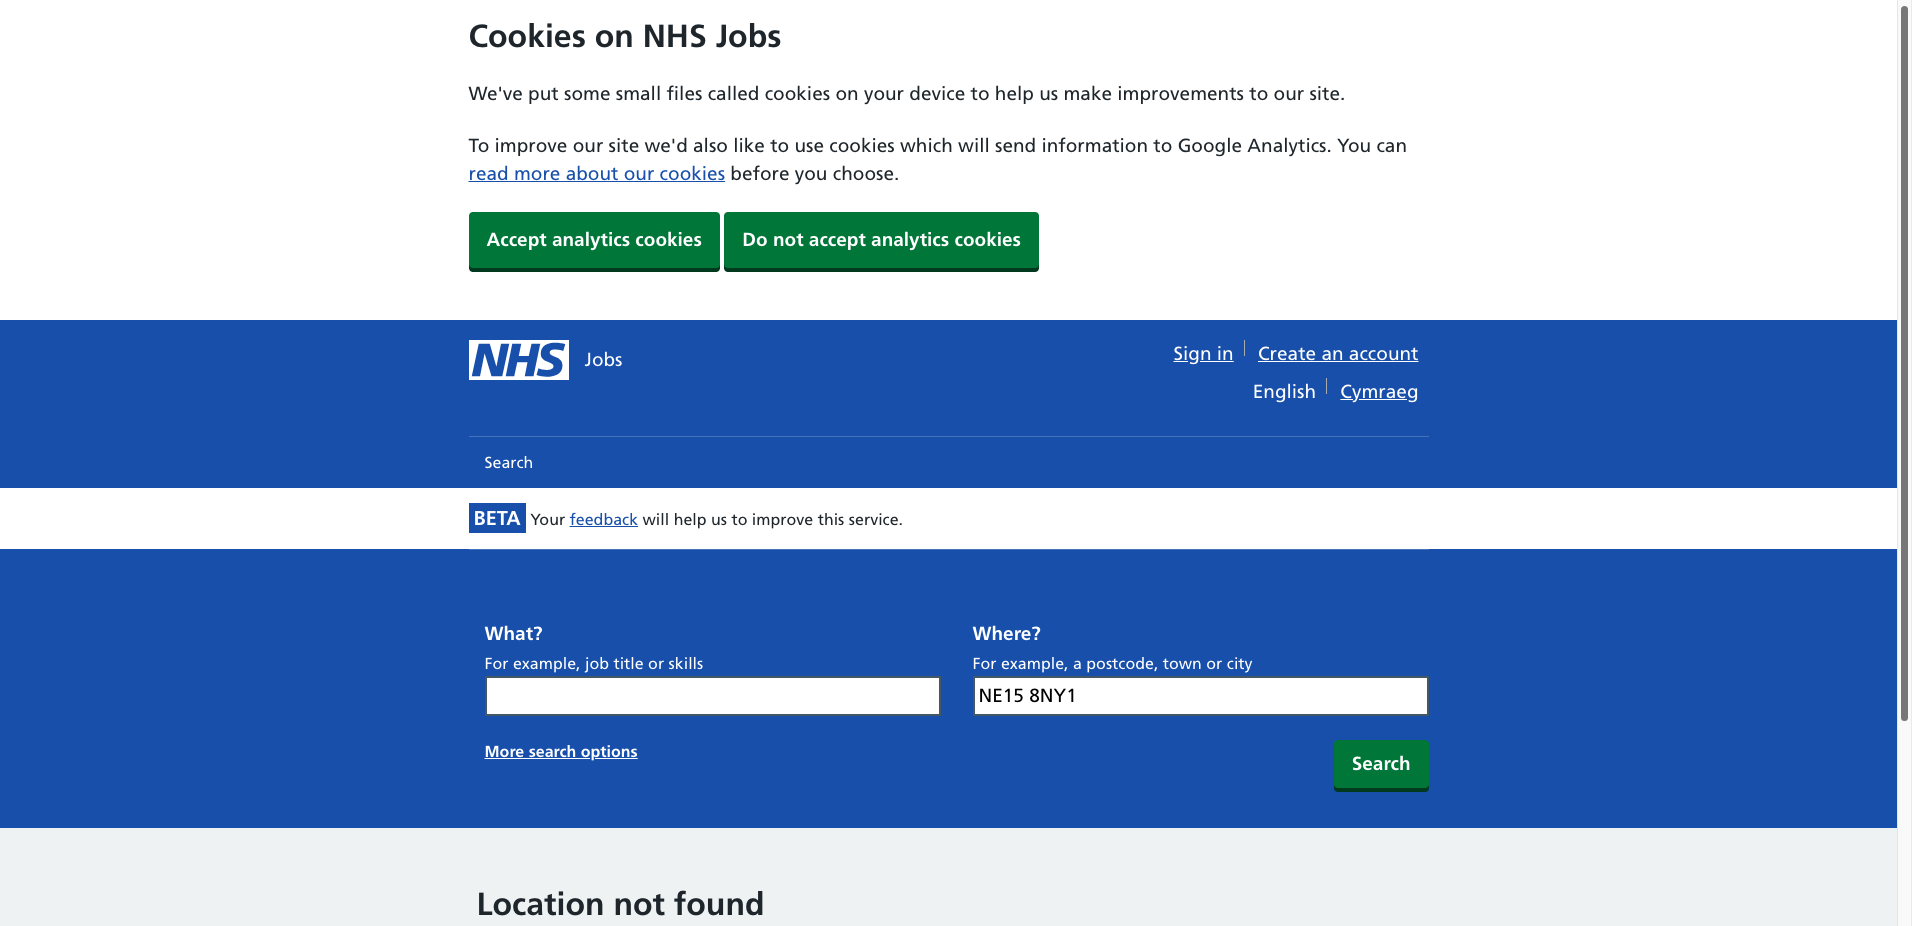 Cookies on NHS Jobs
We've put some small files called cookies on your device to help us make improvements to our site.
To improve our site we'd also like to use cookies which will send information to Google Analytics. You can
read more about our cookies before you choose.
Accept analytics cookies
Do not accept analytics cookies
NHS Jobs
Sign in
Create an account
English
Cymraeg
Search
BETA Your feedback will help us to improve this service.
What?
For example, job title or skills
Where?
For example, a postcode, town or city
NE15 8NY1
More search options
Search
Location not found